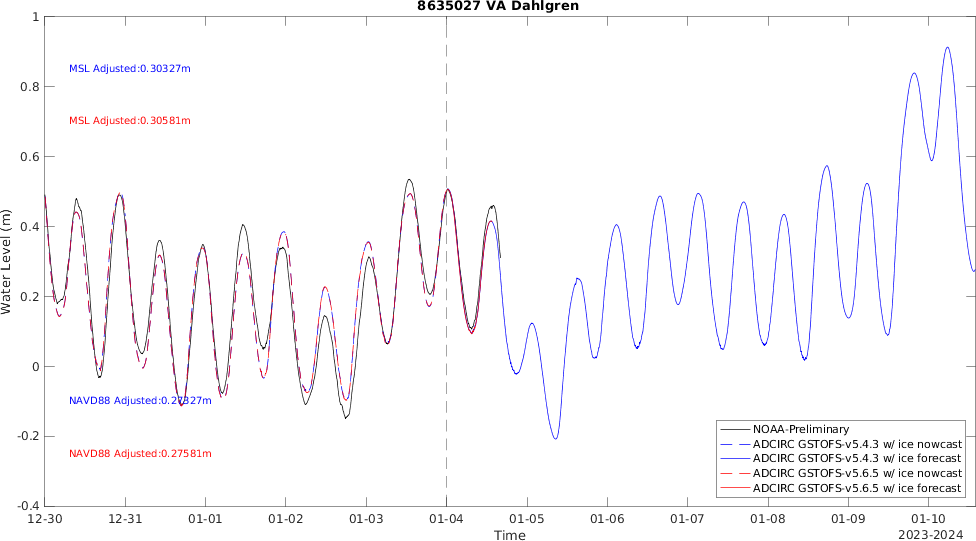 8635027 VA Dahlgren
1
0.8
0.6
0.4
0.2
0
-0.2
-0.4
Water Level (m)
MSL Adjusted:0.30327m
MSL Adjusted:0.30581m
NAVD88 Adjusted:0.27327m
NAVD88 Adjusted:0.27581m
NOAA-Preliminary
ADCIRC GSTOFS-v5.4.3 w/ ice nowcast
ADCIRC GSTOFS-v5.4.3 w/ ice forecast
ADCIRC GSTOFS-v5.6.5 w/ ice nowcast
ADCIRC GSTOFS-v5.6.5 w/ ice forecast
12-30 12-31 01-01 01-02 01-03 01-04 01-05 01-06 01-07 01-08 01-09 01-10
Time
2023-2024